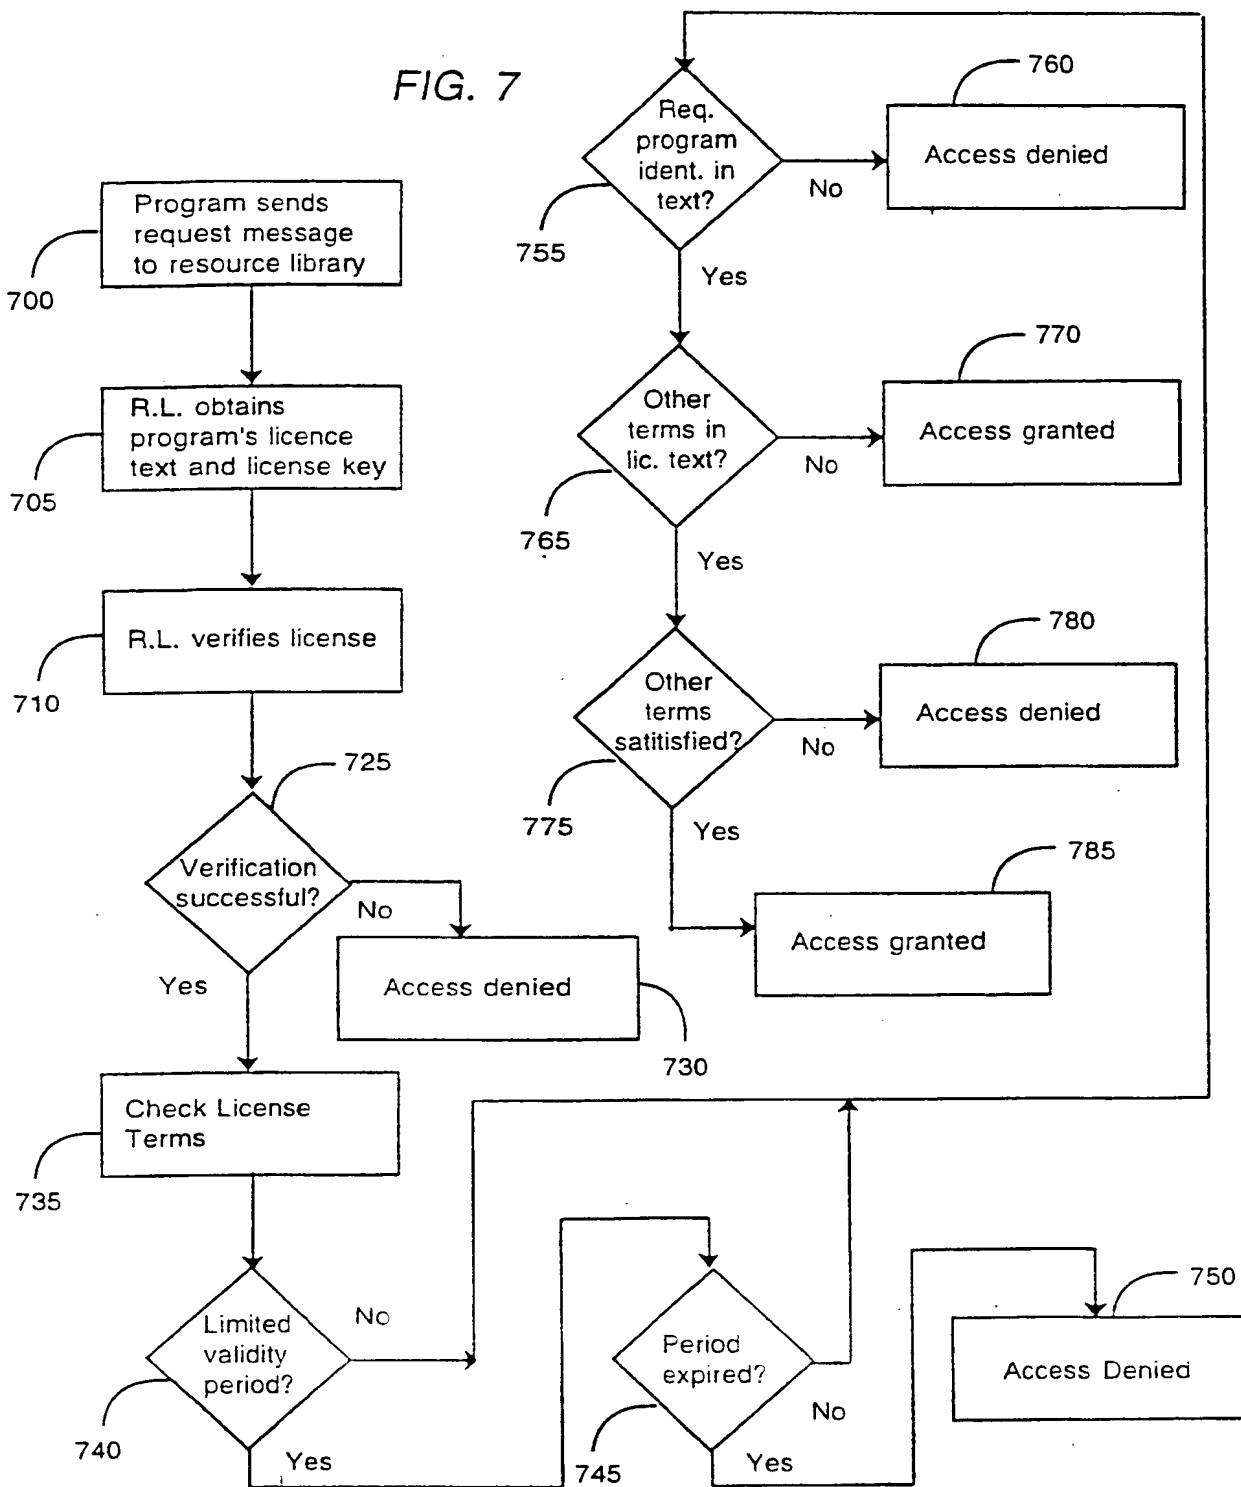 FIG. 7
Program sends
request message
to resource library
700
R.L. obtains
program's licence
text and license key
705
R.L. verifies license
710
725
Verification
successful?
No
Yes
Access denied
730
Check License
Terms
735
Limited
validity
period?
No
740
Yes
Period
expired?
No
745
Yes
750
Access Denied
Req.
program
ident. in
text?
No
755
Yes
760
Access denied
Other
terms in
lic. text?
No
765
Yes
770
Access granted
Other
terms
satitisfied?
No
775
Yes
780
Access denied
785
Access granted